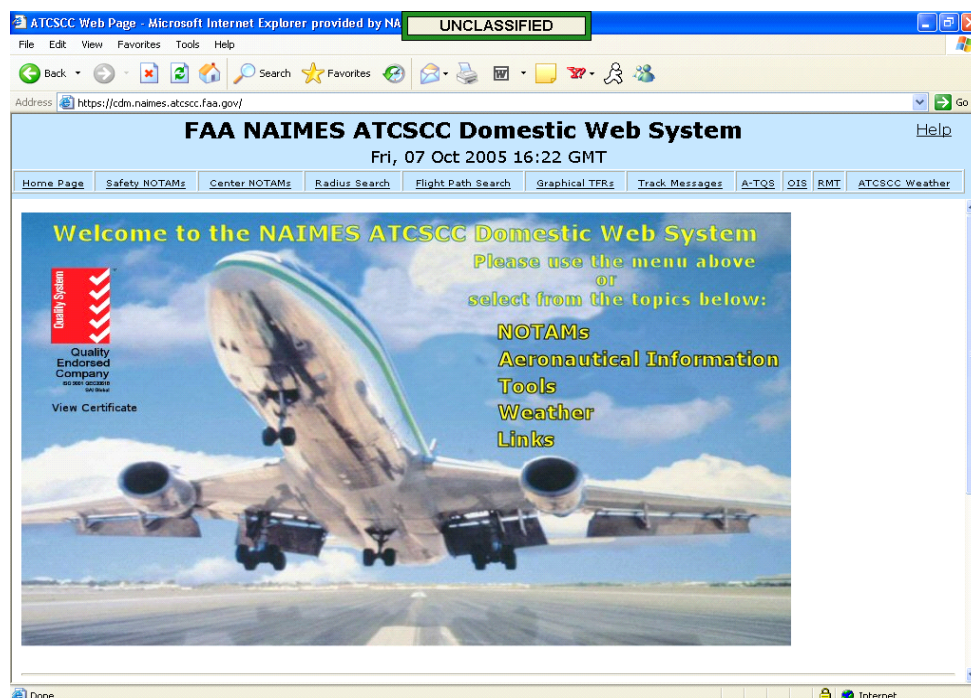 ATCSCC Web Page - Microsoft Internet Explorer provided by NA
UNCLASSIFIED
File Edit View Favorites Tools Help
Back Search Favorites
Address https://cdm.naimes.atcscc.faa.gov/ Go
FAA NAIMES ATCSCC Domestic Web System
Help
Fri, 07 Oct 2005 16:22 GMT
Home Page Safety NOTAMs Center NOTAMs Radius Search Flight Path Search Graphical TFRs Track Messages A-TQS OIS RMT ATCSCC Weather
Welcome to the NAIMES ATCSCC Domestic Web System
Please use the menu above
or
select from the topics below:
Quality System
Quality
Endorsed
Company
View Certificate
NOTAMs
Aeronautical Information
Tools
Weather
Links
Done Internet